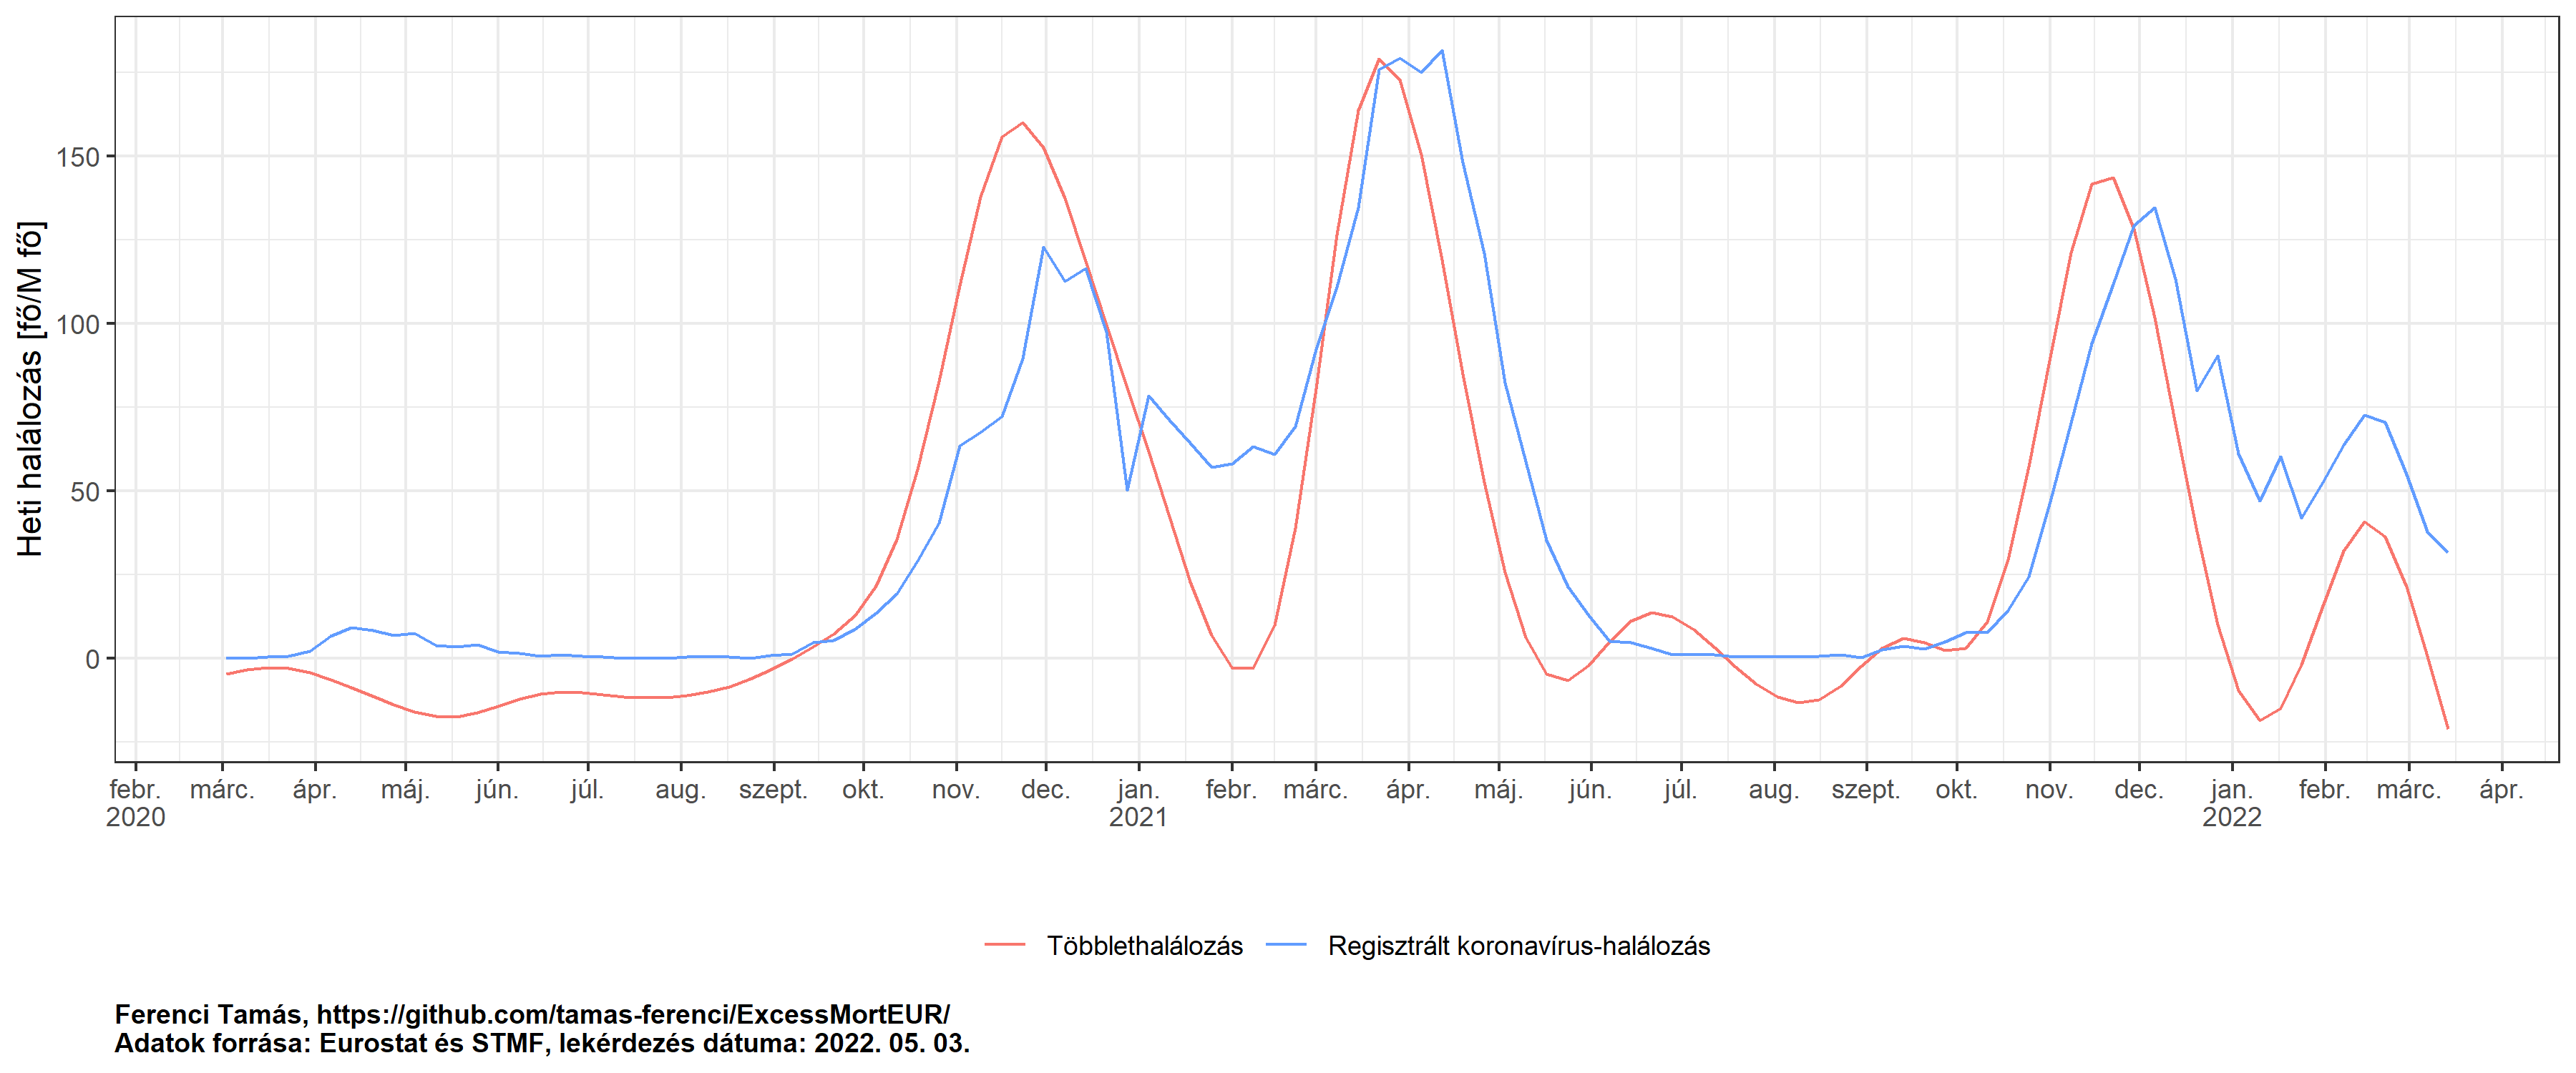 Heti halálozás [fő/M fő]
150
100
50
0
febr. márc. ápr. máj. jún. júl. aug. szept. okt. nov. dec. jan. febr. márc. ápr. máj. jún. júl. aug. szept. okt. nov. dec. jan. febr. márc. ápr.
2020 2021 2022
Többlethalálozás Regisztrált koronavírus-halálozás
Ferenci Tamás, https://github.com/tamas-ferenci/ExcessMortEUR/
Adatok forrása: Eurostat és STMF, lekérdezés dátuma: 2022. 05. 03.